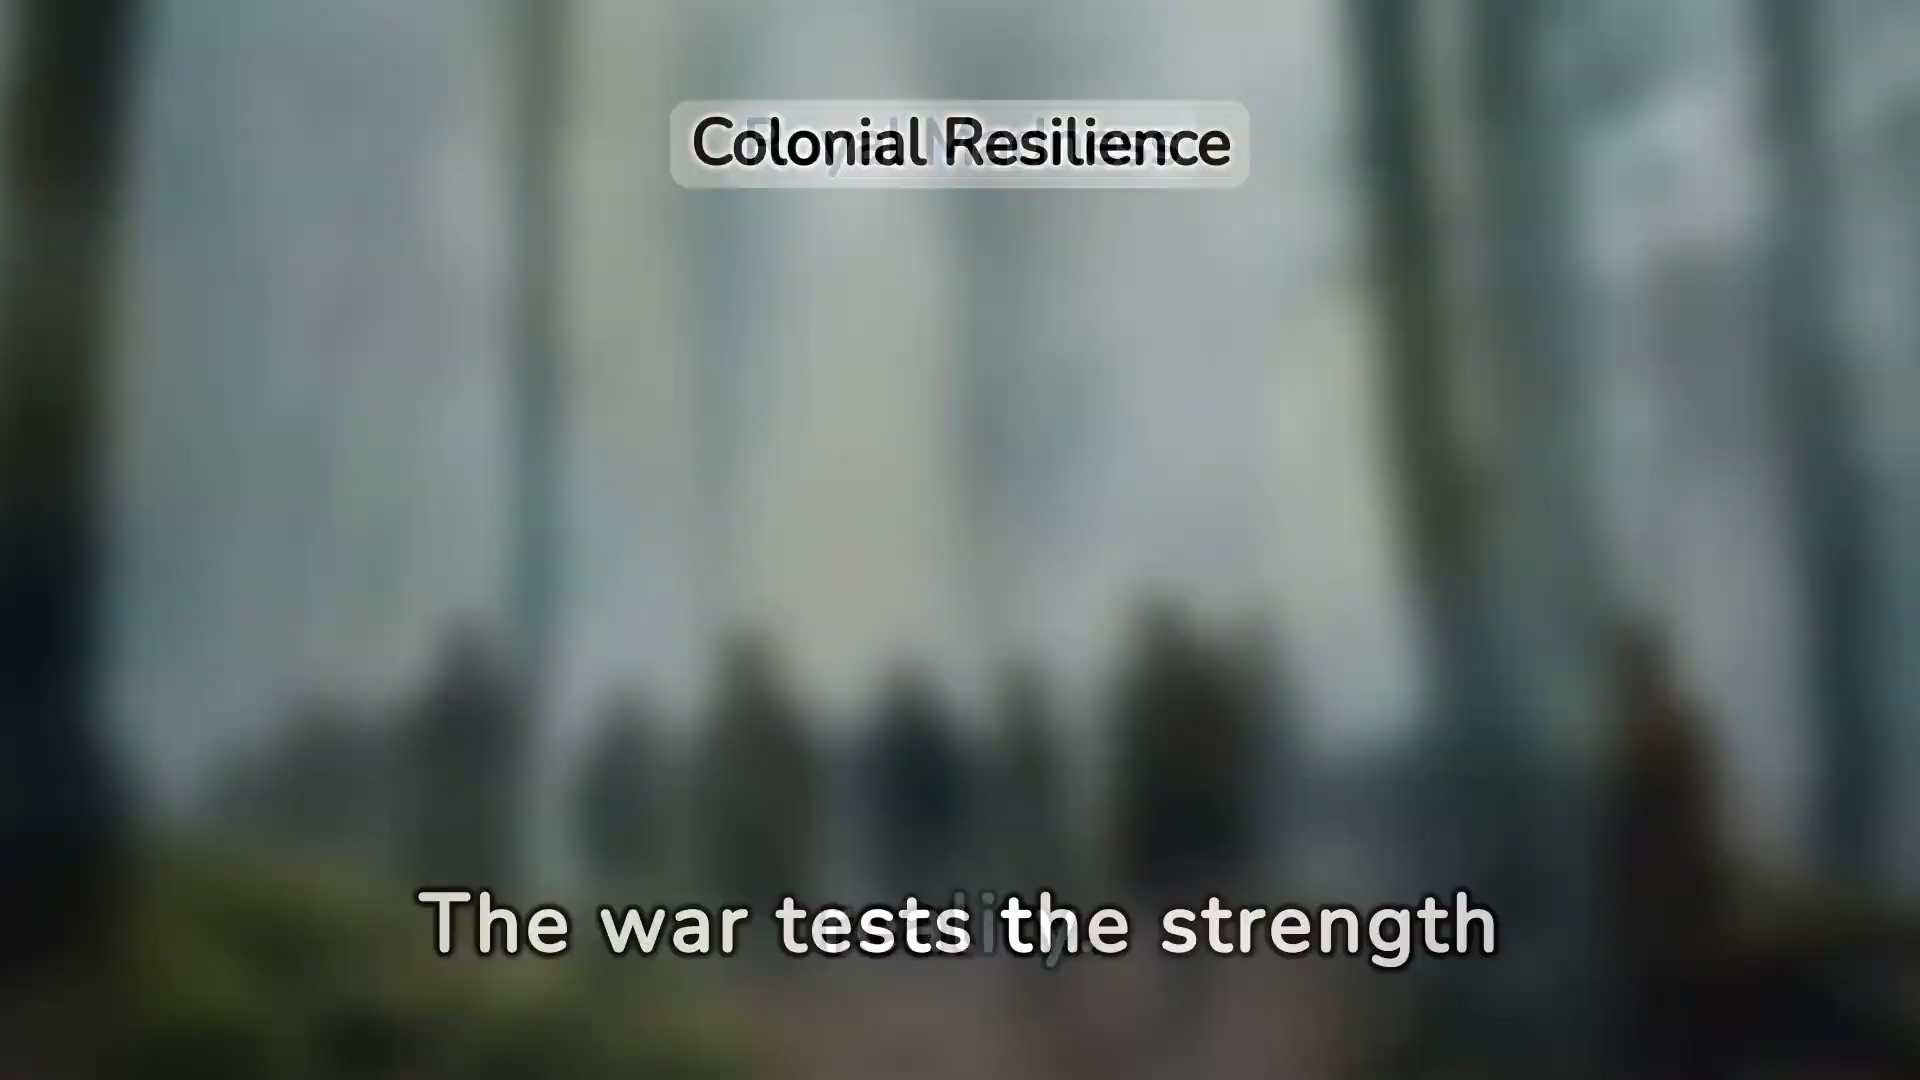 Colonial Resilience
The war tests the strength